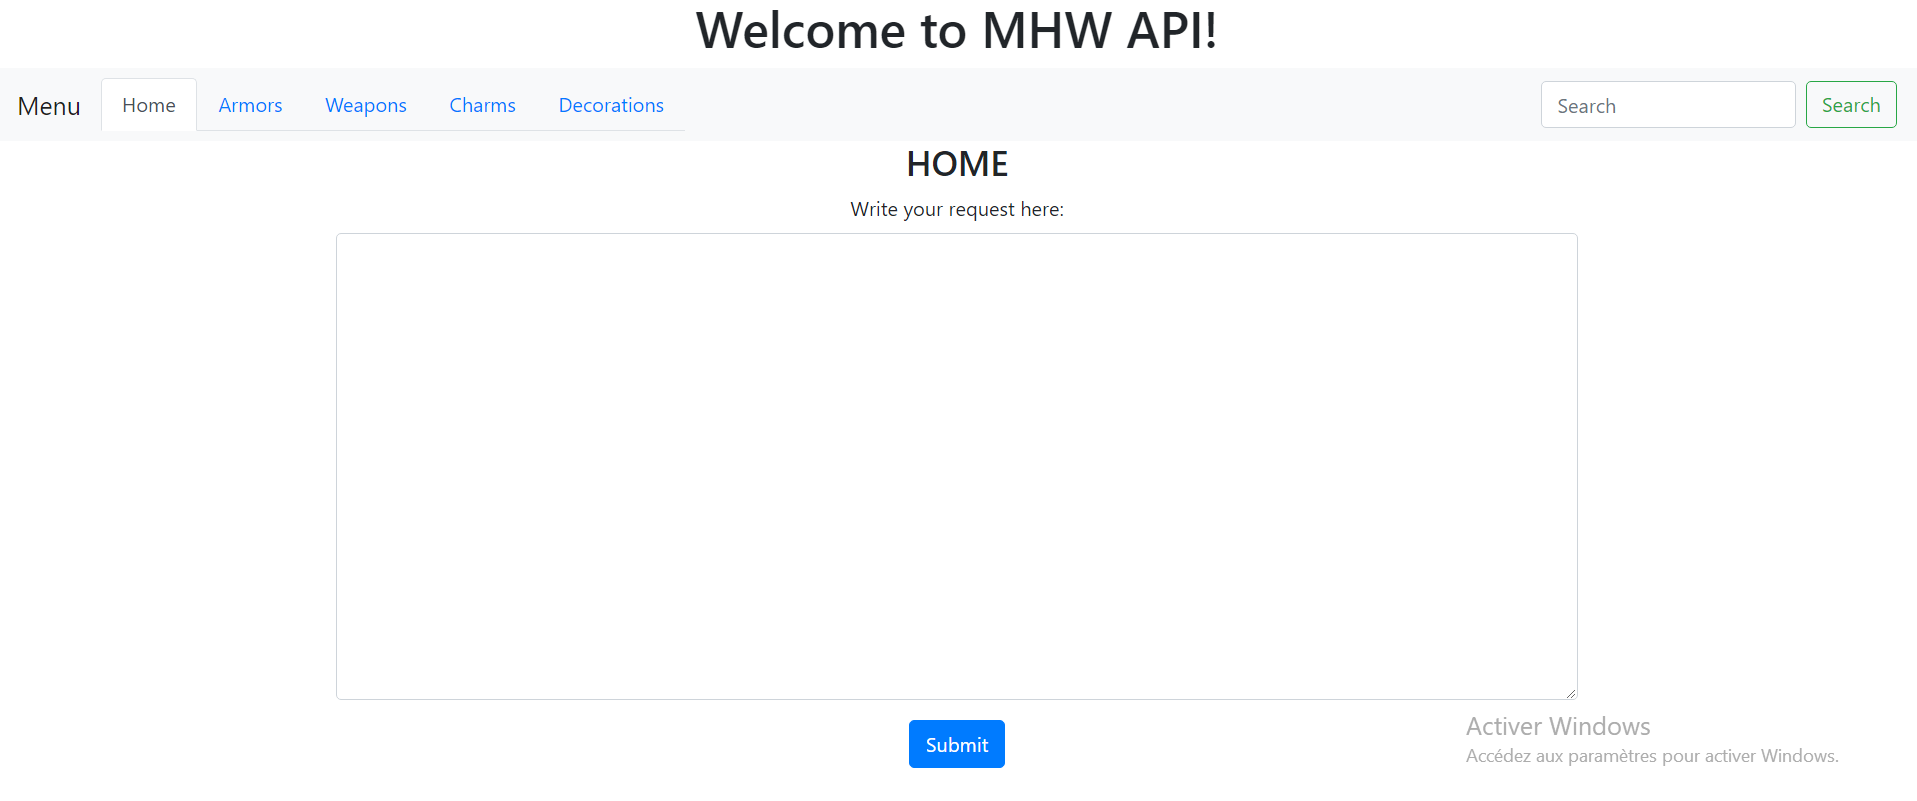 Welcome to MHW API!
Menu Home Armors Weapons Charms Decorations Search Search
HOME
Write your request here:
Submit
Activer Windows
Accédez aux paramètres pour activer Windows.